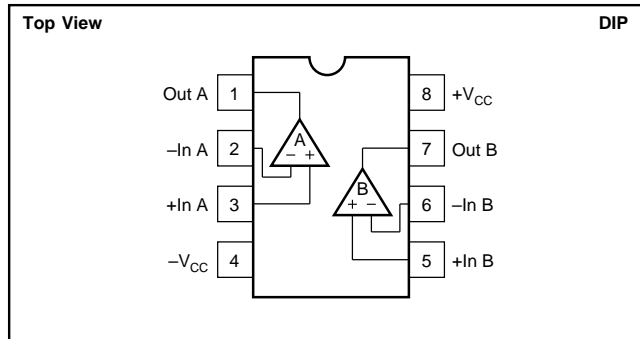 Top View
DIP
Out A 1
8 +VCC
A
–In A 2
– +
7 Out B
B
+In A 3
+ –
6 –In B
–VCC 4
5 +In B